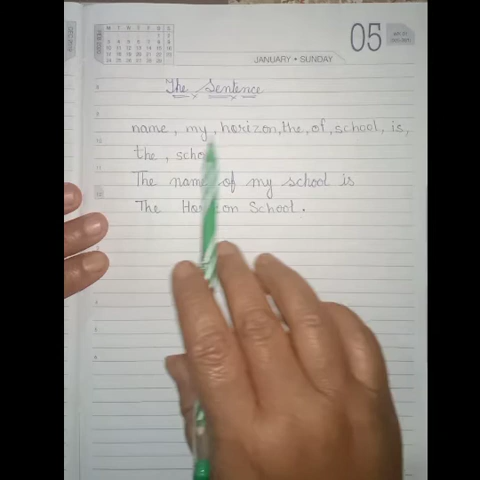 05
JANUARY • SUNDAY
The Sentence
name, my, horizon, the, of, school, is,
the,
The name of my school is
The Horizon School.